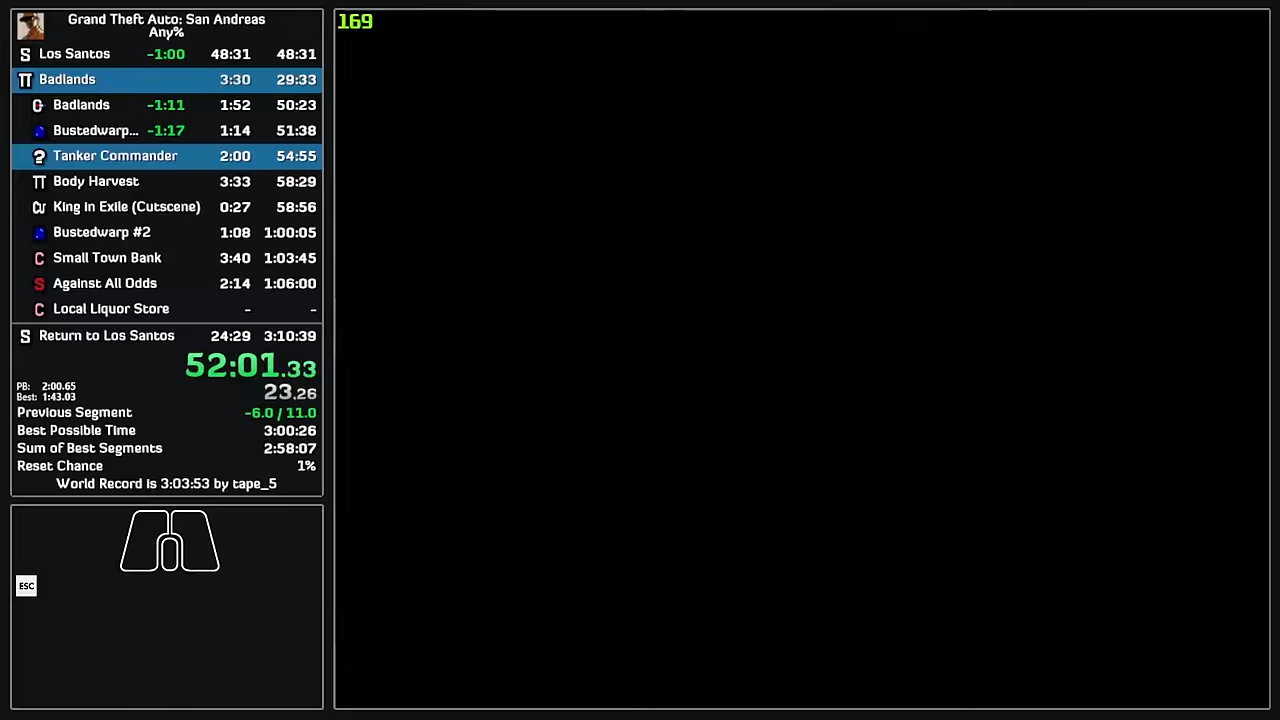 Grand Theft Auto: San Andreas
Any%
S Los Santos -1:00 48:31 48:31
Badlands 3:30 29:33
Badlands -1:11 1:52 50:23
Bustedwarp... -1:17 1:14 51:38
? Tanker Commander 2:00 54:55
Body Harvest 3:33 58:29
King in Exile (Cutscene) 0:27 58:56
Bustedwarp #2 1:08 1:00:05
C Small Town Bank 3:40 1:03:45
S Against All Odds 2:14 1:06:00
C Local Liquor Store - -
S Return to Los Santos 24:29 3:10:39
52:01.33
PB: 2:00.65
Best: 1:43.03
23.26
Previous Segment -6.0 / 11.0
Best Possible Time 3:00:26
Sum of Best Segments 2:58:07
Reset Chance 1%
World Record is 3:03:53 by tape_5
ESC
169